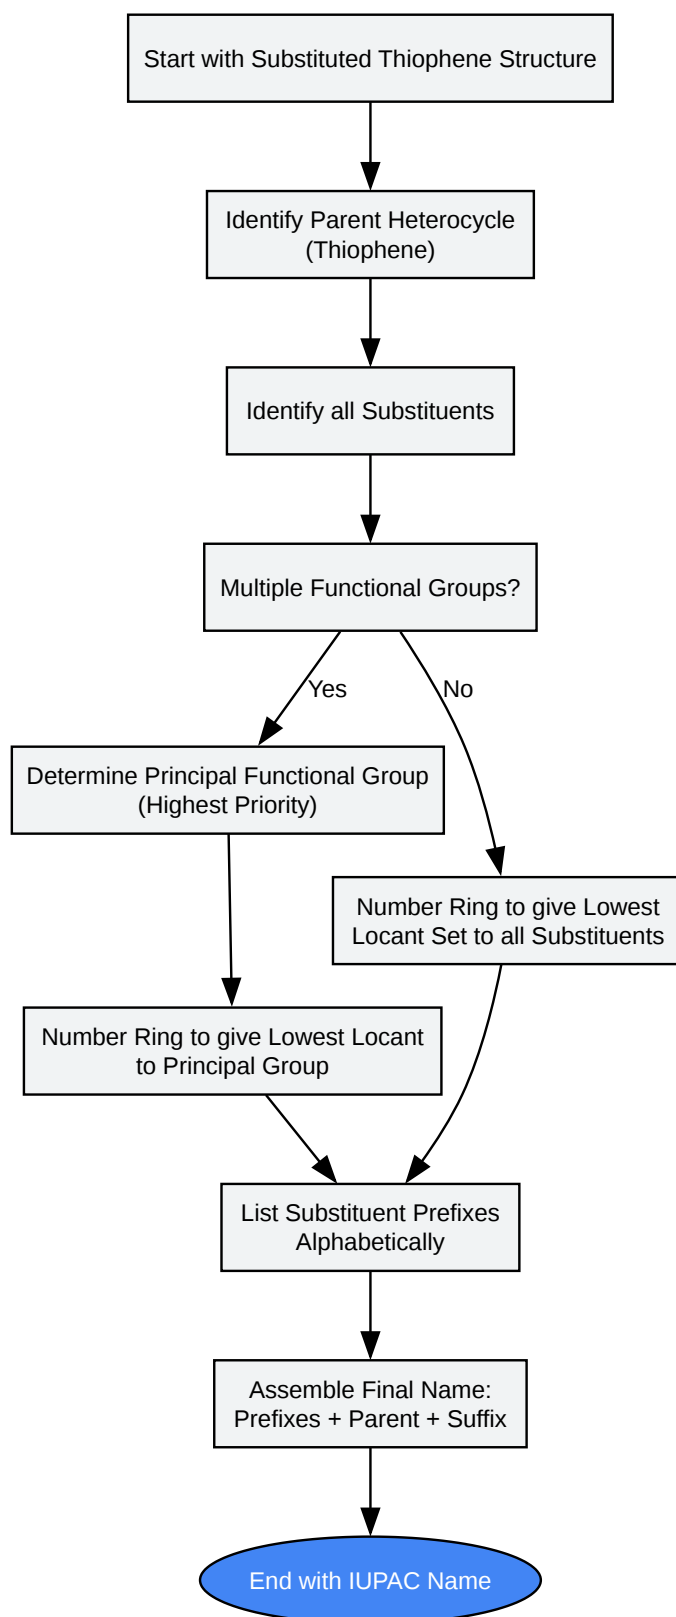 Start with Substituted Thiophene Structure
Identify Parent Heterocycle
(Thiophene)
Identify all Substituents
Multiple Functional Groups?
Yes
No
Determine Principal Functional Group
(Highest Priority)
Number Ring to give Lowest
Locant Set to all Substituents
Number Ring to give Lowest Locant
to Principal Group
List Substituent Prefixes
Alphabetically
Assemble Final Name:
Prefixes + Parent + Suffix
End with IUPAC Name